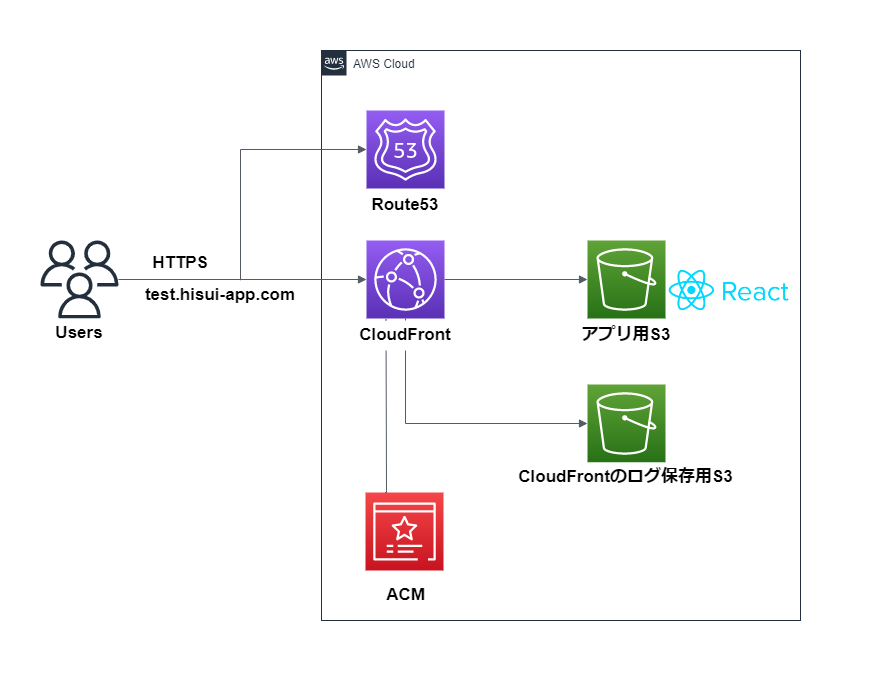 aws
AWS Cloud
53
Route53
HTTPS
test.hisui-app.com
Users
CloudFront
アプリ用S3
React
CloudFrontのログ保存用S3
ACM